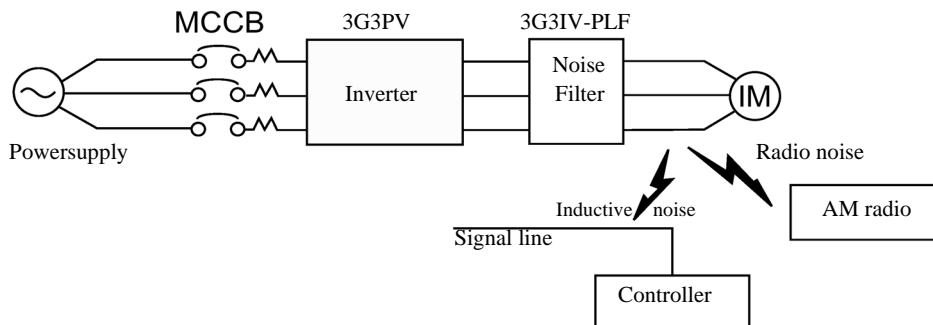 MCCB
3G3PV
3G3IV-PLF
Inverter
Noise
Filter
IM
Powersupply
Radio noise
Inductive noise
AM radio
Signal line
Controller